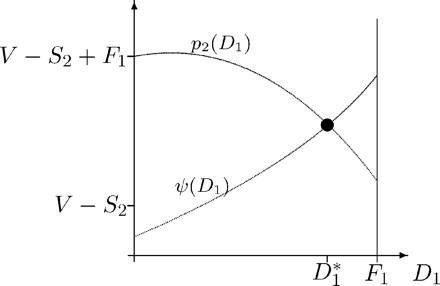 p₂(D₁)
V − S₂ + F₁
ψ(D₁)
V − S₂
D₁* F₁ D₁